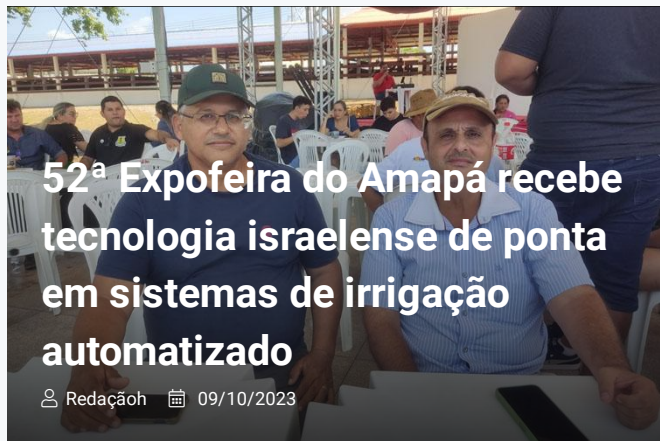 52ª Expofeira do Amapá recebe
tecnologia israelense de ponta
em sistemas de irrigação
automatizado
Redaçãoh 09/10/2023